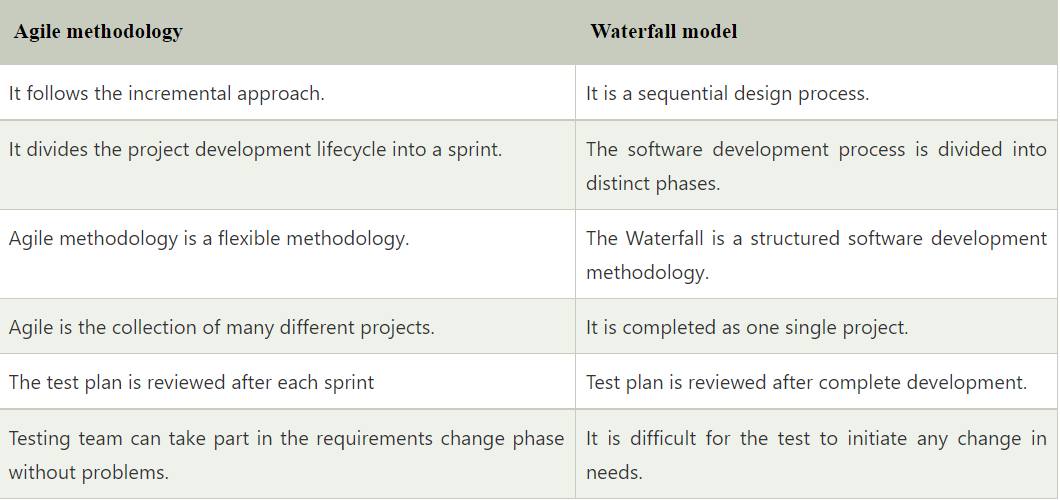 Agile methodology
Waterfall model
It follows the incremental approach.
It is a sequential design process.
It divides the project development lifecycle into a sprint.
The software development process is divided into
distinct phases.
Agile methodology is a flexible methodology.
The Waterfall is a structured software development
methodology.
Agile is the collection of many different projects.
It is completed as one single project.
The test plan is reviewed after each sprint
Test plan is reviewed after complete development.
Testing team can take part in the requirements change phase
without problems.
It is difficult for the test to initiate any change in
needs.